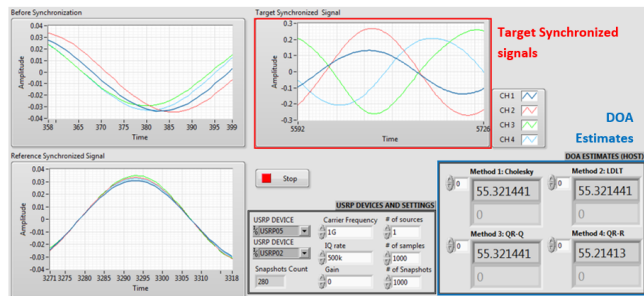 Before Synchronization
Target Synchronized Signal
Target Synchronized signals
0.04
0.03
0.02
0.01
0
-0.01
-0.02
-0.03
-0.04
Amplitude
358 365 370 375 380 385 390 395 399
Time
0.3
0.2
0.1
0
-0.1
-0.2
-0.3
Amplitude
5592 5726
Time
CH 1
CH 2
CH 3
CH 4
DOA
Estimates
Reference Synchronized Signal
0.04
0.03
0.02
0.01
0
-0.01
-0.02
-0.03
-0.04
Amplitude
3271 3275 3280 3285 3290 3295 3300 3305 3310 3318
Time
Stop
USRP DEVICES AND SETTINGS
USRP DEVICE Carrier Frequency # of sources
USRP05 1G 1
USRP DEVICE IQ rate # of samples
USRP02 500k 1000
Snapshots Count Gain # of Snapshots
280 0 1000
DOA ESTIMATES (HOST)
Method 1: Cholesky Method 2: LDLT
0 55.321441 0 55.321441
0 0
Method 3: QR-Q Method 4: QR-R
0 55.321441 0 55.21413
0 0